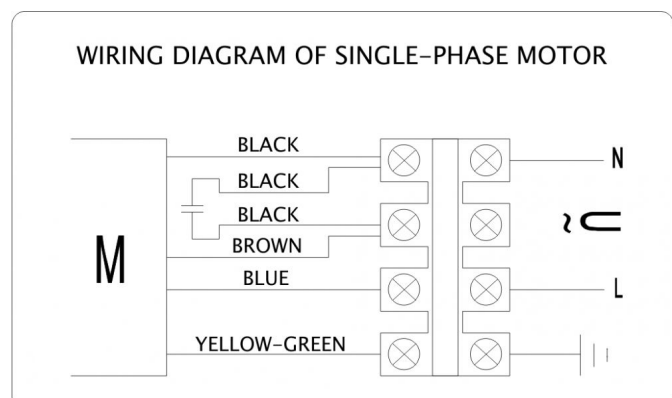 WIRING DIAGRAM OF SINGLE-PHASE MOTOR
BLACK
N
BLACK
BLACK
~U
BROWN
M
BLUE
L
YELLOW-GREEN